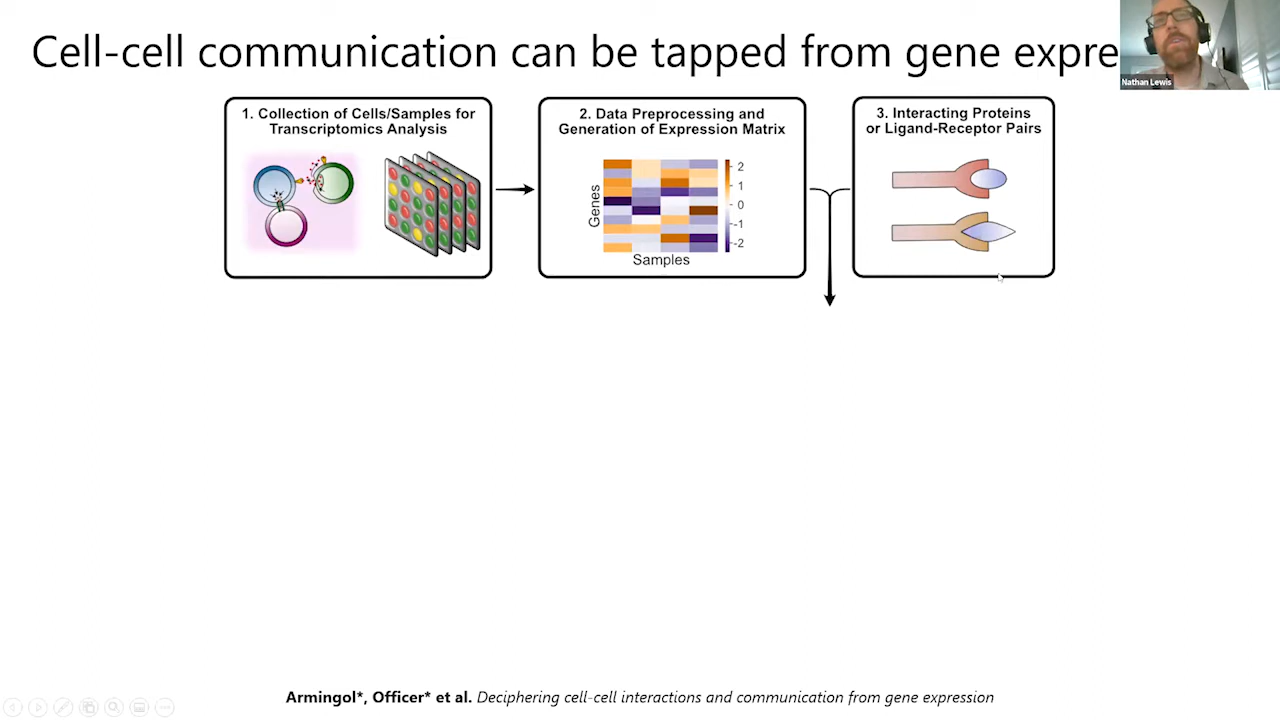 Cell-cell communication can be tapped from gene expre
Nathan Lewis
1. Collection of Cells/Samples for
Transcriptomics Analysis
2. Data Preprocessing and
Generation of Expression Matrix
Genes
Samples
2
1
0
-1
-2
3. Interacting Proteins
or Ligand-Receptor Pairs
Armingol*, Officer* et al. Deciphering cell-cell interactions and communication from gene expression